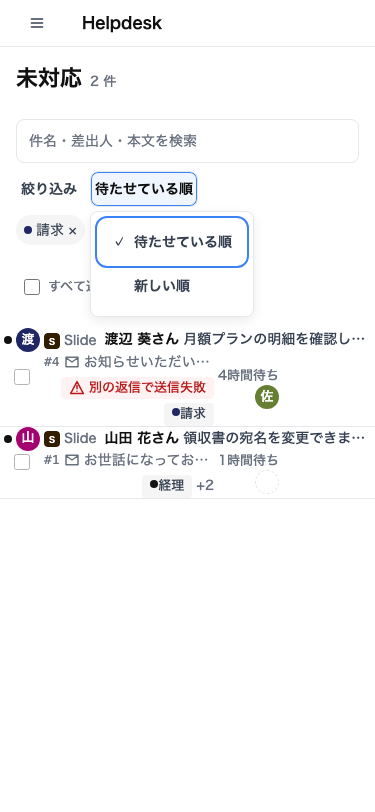 Helpdesk
未対応 2 件
件名・差出人・本文を検索
絞り込み 待たせている順
請求 ×
✓ 待たせている順
新しい順
すべて
渡 s Slide 渡辺 葵さん 月額プランの明細を確認し…
#4 お知らせいただい… 4時間待ち
別の返信で送信失敗 佐
請求
山 s Slide 山田 花さん 領収書の宛名を変更できま…
#1 お世話になってお… 1時間待ち
経理 +2